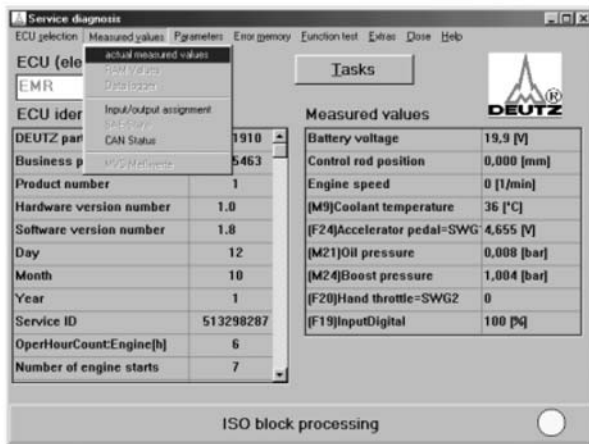 Service diagnosis
ECU selection Measured values Parameters Error memory Function test Extras Close Help
actual measured values
RAM Values
Data logger
Input/output assignment
CAN Status
ECU (ele
EMR
Tasks
DEUTZ
®
ECU iden
DEUTZ part 1910
Business p 5463
Product number 1
Hardware version number 1.0
Software version number 1.8
Day 12
Month 10
Year 1
Service ID 513298287
OperHourCount:Engine[h] 6
Number of engine starts 7
Measured values
Battery voltage 19,9 [V]
Control rod position 0,000 [mm]
Engine speed 0 [1/min]
(M9)Coolant temperature 36 [°C]
(F24)Accelerator pedal=SWG 4,655 [V]
(M21)Oil pressure 0,008 [bar]
(M24)Boost pressure 1,004 [bar]
(F20)Hand throttle=SWG2 0
(F19)InputDigital 100 [%]
ISO block processing